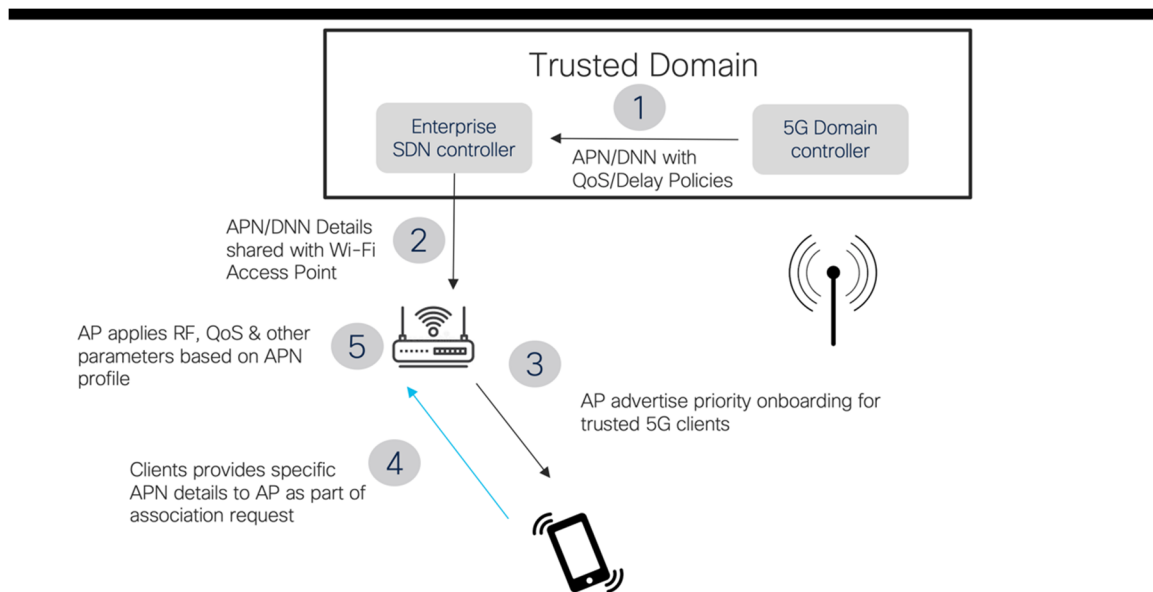 Trusted Domain
1
Enterprise
SDN controller
5G Domain
controller
APN/DNN with
QoS/Delay Policies
APN/DNN Details
shared with Wi-Fi
Access Point
2
AP applies RF, QoS & other
parameters based on APN
profile
5
3
AP advertise priority onboarding for
trusted 5G clients
Clients provides specific
APN details to AP as part of
association request
4